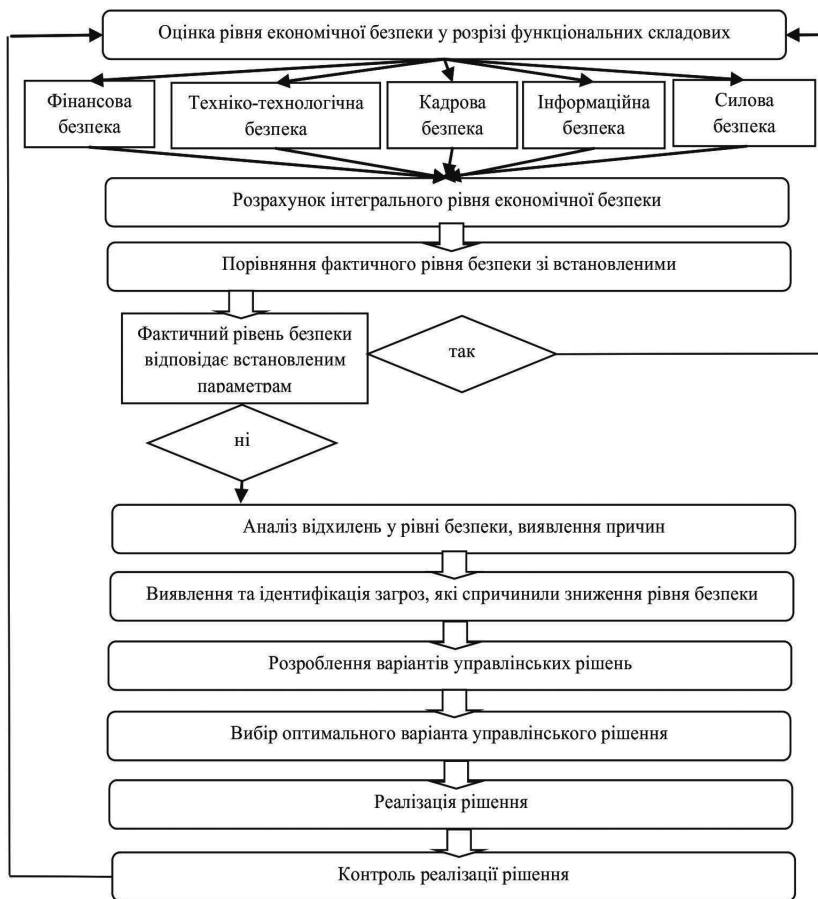 Оцінка рівня економічної безпеки у розрізі функціональних складових
Фінансова
безпека
Техніко-технологічна
безпека
Кадрова
безпека
Інформаційна
безпека
Силова
безпека
Розрахунок інтегрального рівня економічної безпеки
Порівняння фактичного рівня безпеки зі встановленими
Фактичний рівень безпеки
відповідає встановленим
параметрам
так
ні
Аналіз відхилень у рівні безпеки, виявлення причин
Виявлення та ідентифікація загроз, які спричинили зниження рівня безпеки
Розроблення варіантів управлінських рішень
Вибір оптимального варіанта управлінського рішення
Реалізація рішення
Контроль реалізації рішення